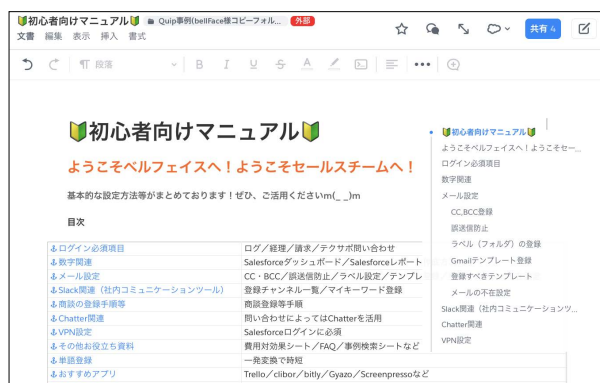 🔰初心者向けマニュアル🔰 Quip事例(bellFace様コピーフォル... 外部
文書 編集 表示 挿入 書式
共有 4
段落
B I U S A
🔰初心者向けマニュアル🔰
ようこそベルフェイスへ！ようこそセールスチームへ！
基本的な設定方法等がまとめております！ぜひ、ご活用くださいm(_ _)m
目次
ログイン必須項目 ログ／経理／請求／テクサポ問い合わせ
数字関連 Salesforceダッシュボード／Salesforceレポート
メール設定 CC・BCC／誤送信防止／ラベル設定／テンプレ
Slack関連（社内コミュニケーションツール） 登録チャンネル一覧／マイキーワード登録
商談の登録手順等 商談登録等手順
Chatter関連 問い合わせによってはChatterを活用
VPN設定 Salesforceログインに必須
その他お役立ち資料 費用対効果シート／FAQ／事例検索シートなど
単語登録 一発変換で時短
おすすめアプリ Trello／clibor／bitly／Gyazo／Screenpressoなど
🔰初心者向けマニュアル🔰
ようこそベルフェイスへ！ようこそセー...
ログイン必須項目
数字関連
メール設定
CC,BCC登録
誤送信防止
ラベル（フォルダ）の登録
Gmailテンプレート登録
登録すべきテンプレート
メールの不在設定
Slack関連（社内コミュニケーションツ...
Chatter関連
VPN設定